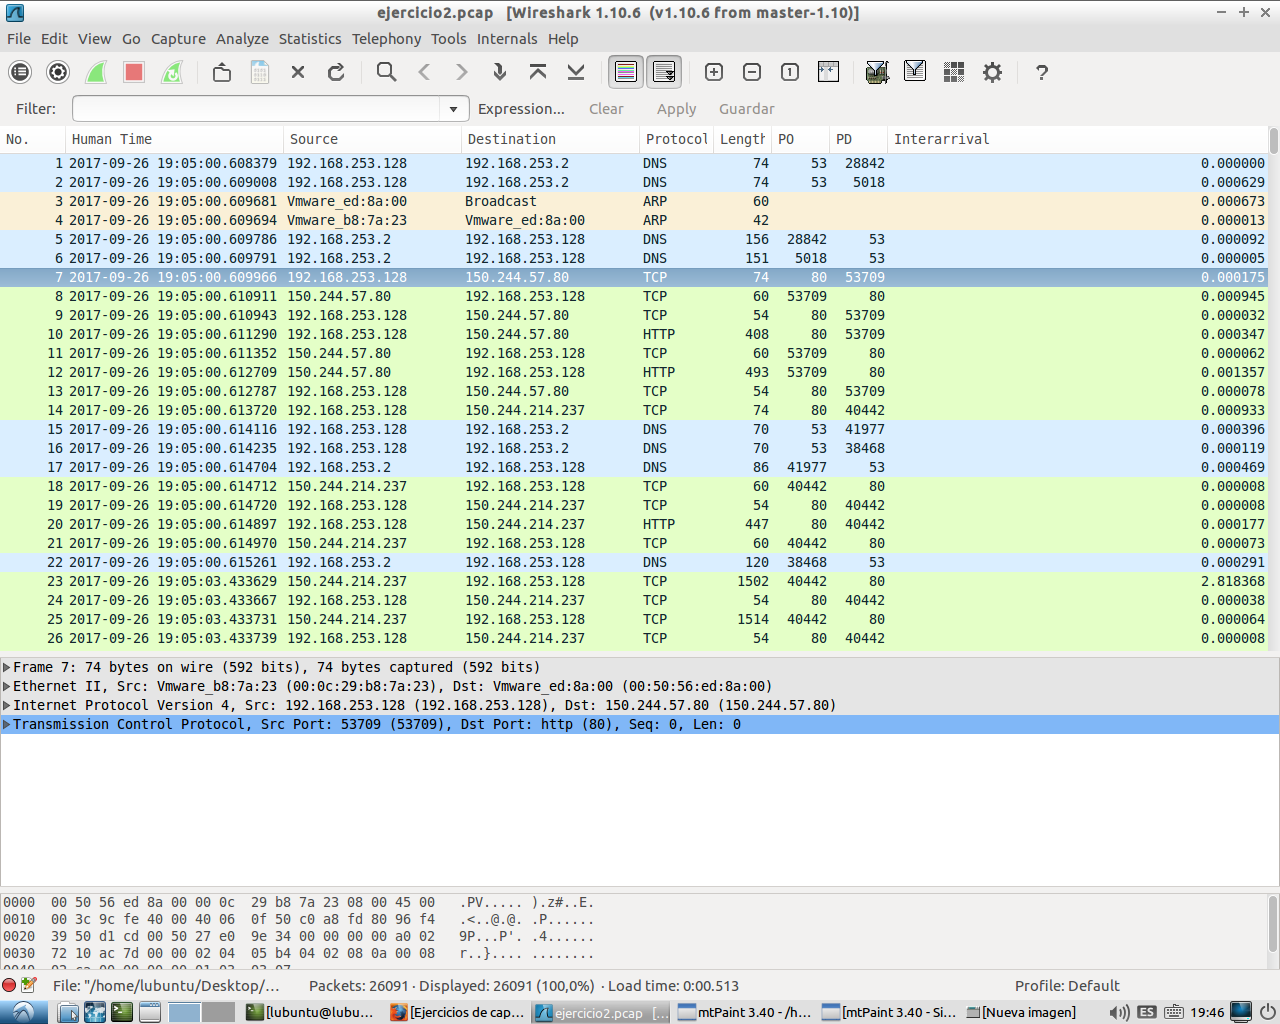 ejercicio2.pcap   [Wireshark 1.10.6  (v1.10.6 from master-1.10)]
File Edit View Go Capture Analyze Statistics Telephony Tools Internals Help
Filter: Expression... Clear Apply Guardar
No. Human Time Source Destination Protocol Length PO PD Interarrival
1 2017-09-26 19:05:00.608379 192.168.253.128 192.168.253.2 DNS 74 53 28842 0.000000
2 2017-09-26 19:05:00.609008 192.168.253.128 192.168.253.2 DNS 74 53 5018 0.000629
3 2017-09-26 19:05:00.609681 Vmware_ed:8a:00 Broadcast ARP 60 0.000673
4 2017-09-26 19:05:00.609694 Vmware_b8:7a:23 Vmware_ed:8a:00 ARP 42 0.000013
5 2017-09-26 19:05:00.609786 192.168.253.2 192.168.253.128 DNS 156 28842 53 0.000092
6 2017-09-26 19:05:00.609791 192.168.253.2 192.168.253.128 DNS 151 5018 53 0.000005
7 2017-09-26 19:05:00.609966 192.168.253.128 150.244.57.80 TCP 74 80 53709 0.000175
8 2017-09-26 19:05:00.610911 150.244.57.80 192.168.253.128 TCP 60 53709 80 0.000945
9 2017-09-26 19:05:00.610943 192.168.253.128 150.244.57.80 TCP 54 80 53709 0.000032
10 2017-09-26 19:05:00.611290 192.168.253.128 150.244.57.80 HTTP 408 80 53709 0.000347
11 2017-09-26 19:05:00.611352 150.244.57.80 192.168.253.128 TCP 60 53709 80 0.000062
12 2017-09-26 19:05:00.612709 150.244.57.80 192.168.253.128 HTTP 493 53709 80 0.001357
13 2017-09-26 19:05:00.612787 192.168.253.128 150.244.57.80 TCP 54 80 53709 0.000078
14 2017-09-26 19:05:00.613720 192.168.253.128 150.244.214.237 TCP 74 80 40442 0.000933
15 2017-09-26 19:05:00.614116 192.168.253.128 192.168.253.2 DNS 70 53 41977 0.000396
16 2017-09-26 19:05:00.614235 192.168.253.128 192.168.253.2 DNS 70 53 38468 0.000119
17 2017-09-26 19:05:00.614704 192.168.253.2 192.168.253.128 DNS 86 41977 53 0.000469
18 2017-09-26 19:05:00.614712 150.244.214.237 192.168.253.128 TCP 60 40442 80 0.000008
19 2017-09-26 19:05:00.614720 192.168.253.128 150.244.214.237 TCP 54 80 40442 0.000008
20 2017-09-26 19:05:00.614897 192.168.253.128 150.244.214.237 HTTP 447 80 40442 0.000177
21 2017-09-26 19:05:00.614970 150.244.214.237 192.168.253.128 TCP 60 40442 80 0.000073
22 2017-09-26 19:05:00.615261 192.168.253.2 192.168.253.128 DNS 120 38468 53 0.000291
23 2017-09-26 19:05:03.433629 150.244.214.237 192.168.253.128 TCP 1502 40442 80 2.818368
24 2017-09-26 19:05:03.433667 192.168.253.128 150.244.214.237 TCP 54 80 40442 0.000038
25 2017-09-26 19:05:03.433731 150.244.214.237 192.168.253.128 TCP 1514 40442 80 0.000064
26 2017-09-26 19:05:03.433739 192.168.253.128 150.244.214.237 TCP 54 80 40442 0.000008
Frame 7: 74 bytes on wire (592 bits), 74 bytes captured (592 bits)
Ethernet II, Src: Vmware_b8:7a:23 (00:0c:29:b8:7a:23), Dst: Vmware_ed:8a:00 (00:50:56:ed:8a:00)
Internet Protocol Version 4, Src: 192.168.253.128 (192.168.253.128), Dst: 150.244.57.80 (150.244.57.80)
Transmission Control Protocol, Src Port: 53709 (53709), Dst Port: http (80), Seq: 0, Len: 0
0000  00 50 56 ed 8a 00 00 0c  29 b8 7a 23 08 00 45 00   .PV..... ).z#..E.
0010  00 3c 9c fe 40 00 40 06  0f 50 c0 a8 fd 80 96 f4   .<..@.@. .P......
0020  39 50 d1 cd 00 50 27 e0  9e 34 00 00 00 00 a0 02   9P...P'. .4......
0030  72 10 ac 7d 00 00 02 04  05 b4 04 02 08 0a 00 08   r..}.... ........
File: "/home/lubuntu/Desktop/... Packets: 26091 · Displayed: 26091 (100,0%) · Load time: 0:00.513 Profile: Default
[lubuntu@lubu... [Ejercicios de cap... ejercicio2.pcap [... mtPaint 3.40 - /h... [mtPaint 3.40 - Si... [Nueva imagen] ES 19:46